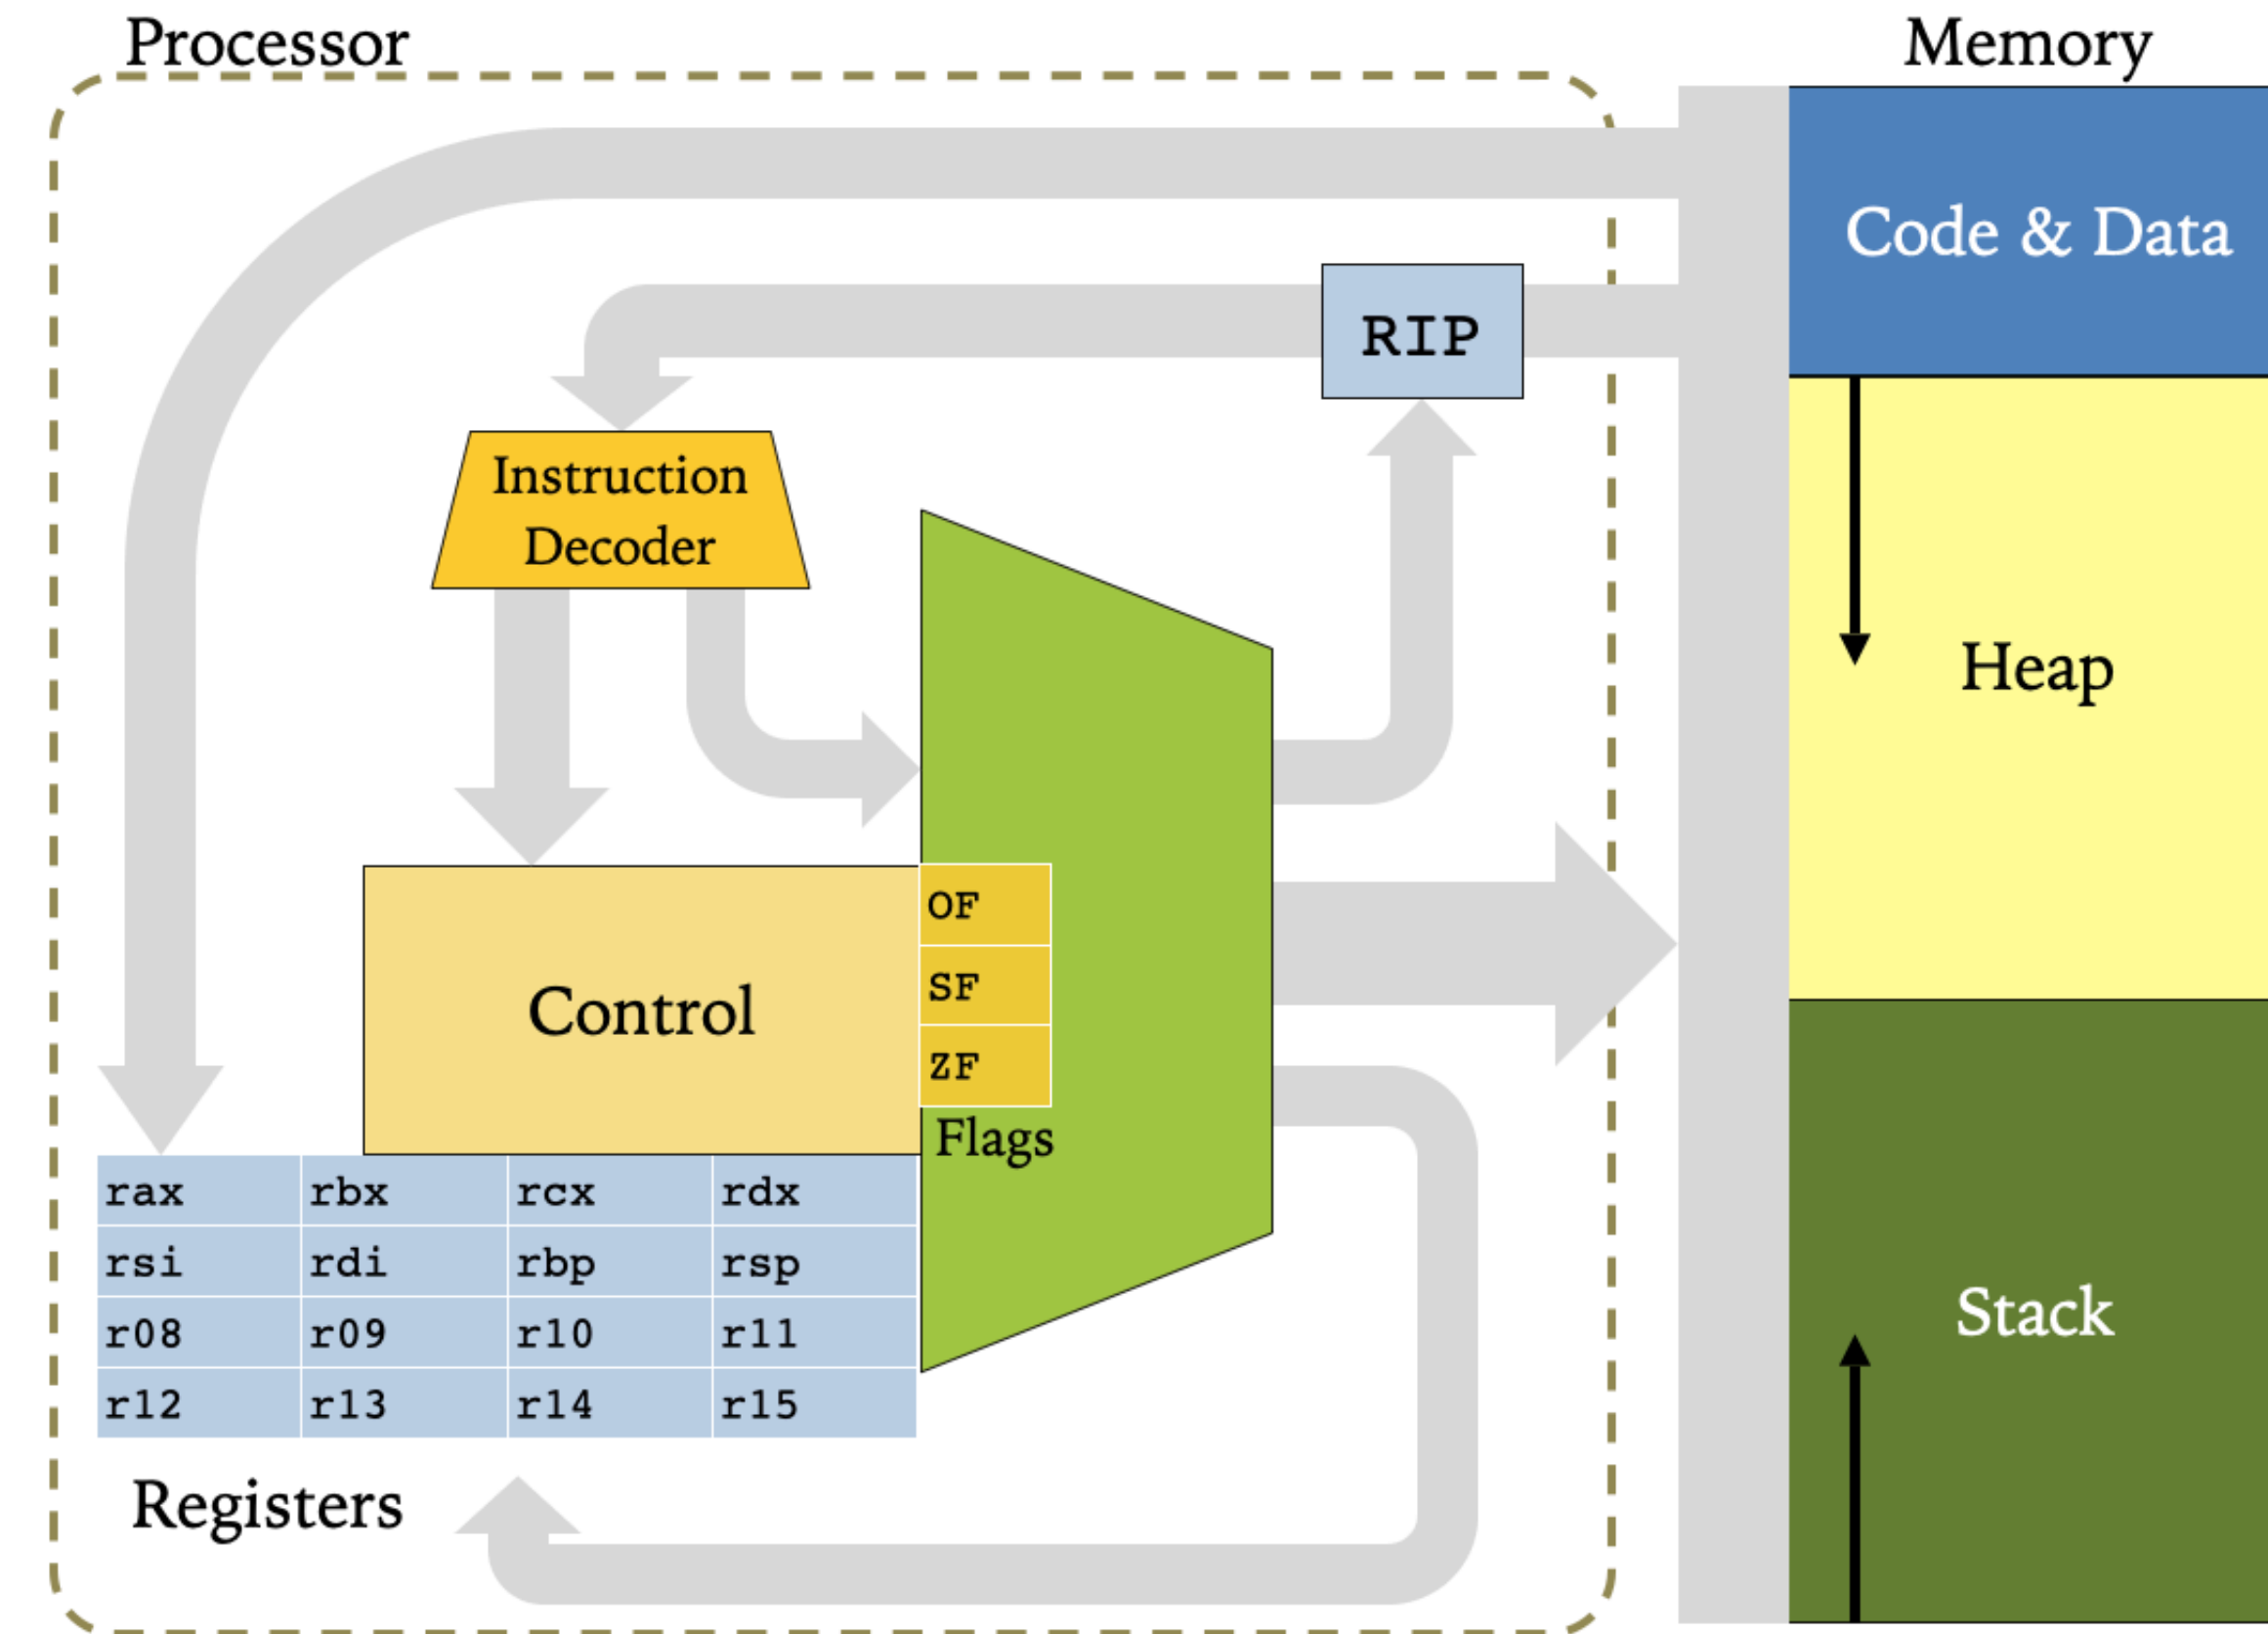 Processor
Memory
Code & Data
RIP
Instruction
Decoder
Heap
OF
SF
ZF
Control
Flags
rax rbx rcx rdx
rsi rdi rbp rsp
r08 r09 r10 r11
r12 r13 r14 r15
Stack
Registers